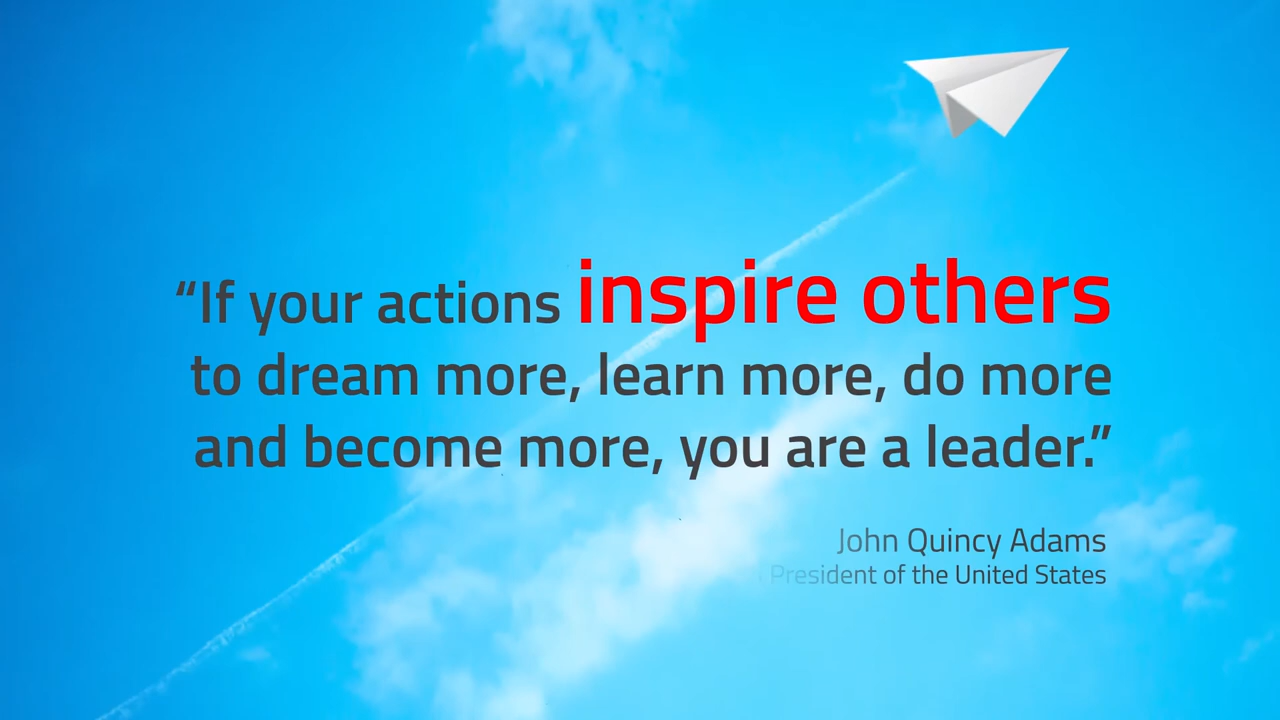 “If your actions inspire others
to dream more, learn more, do more
and become more, you are a leader.”
John Quincy Adams
President of the United States